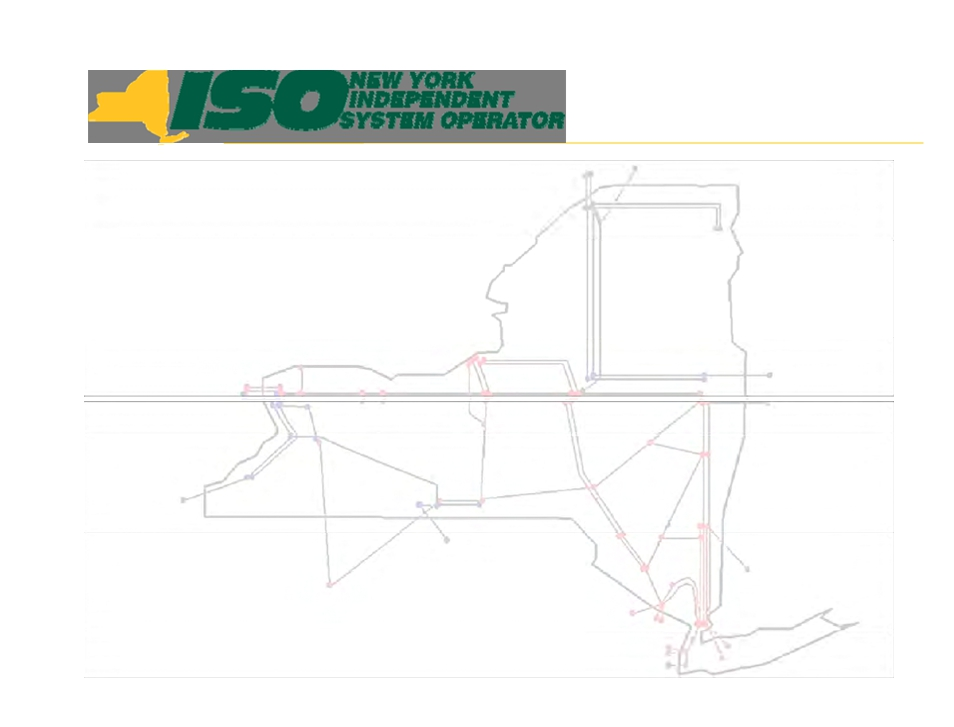 ISO NEW YORK
INDEPENDENT
SYSTEM OPERATOR